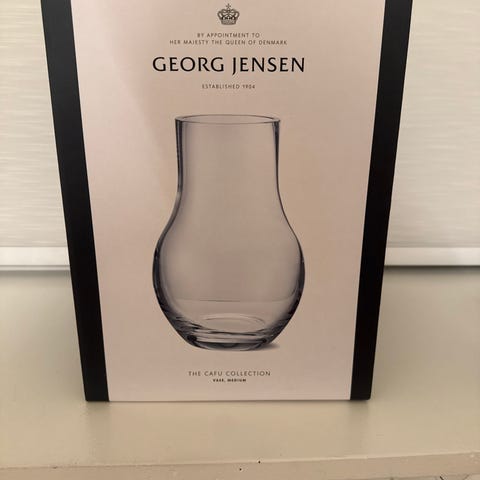 BY APPOINTMENT TO
HER MAJESTY THE QUEEN OF DENMARK
GEORG JENSEN
ESTABLISHED 1904
THE CAFU COLLECTION
VASE, MEDIUM